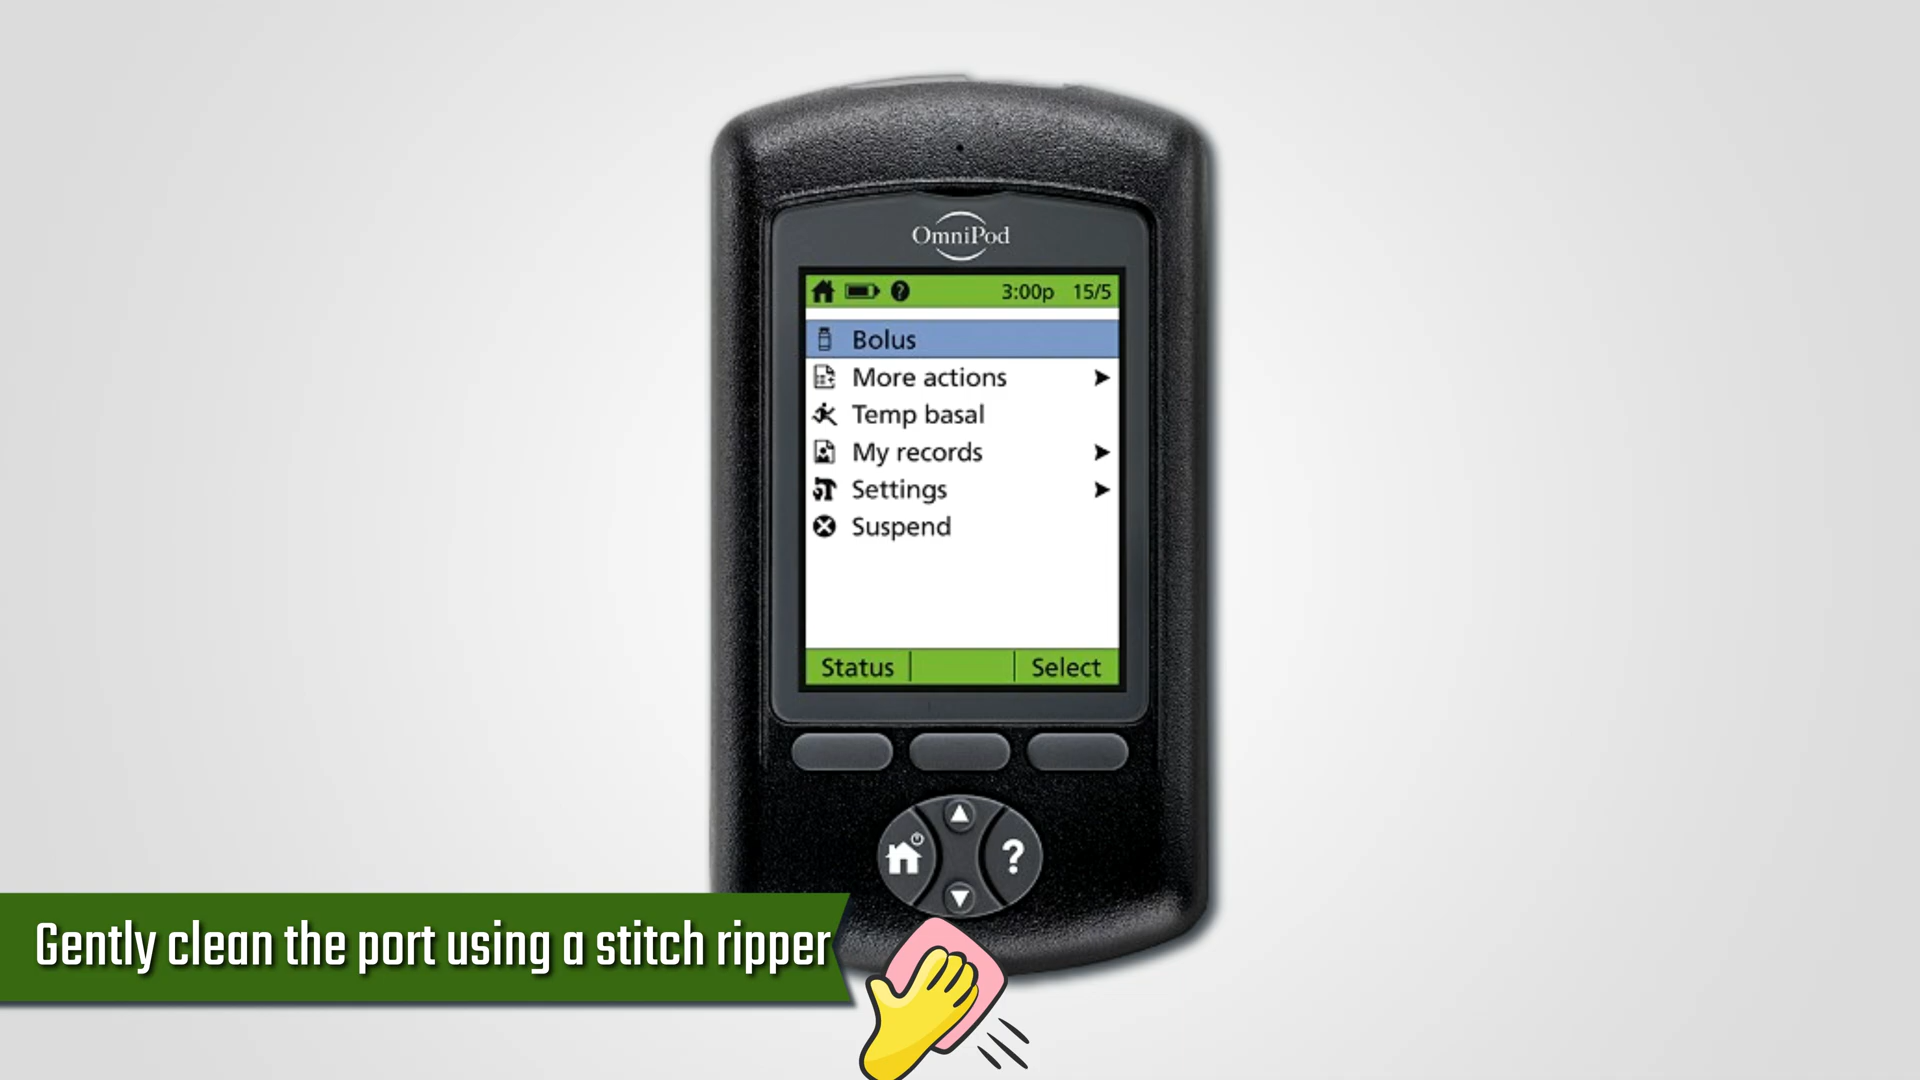 OmniPod
3:00p 15/5
Bolus
More actions
Temp basal
My records
Settings
Suspend
Status Select
?
Gently clean the port using a stitch ripper